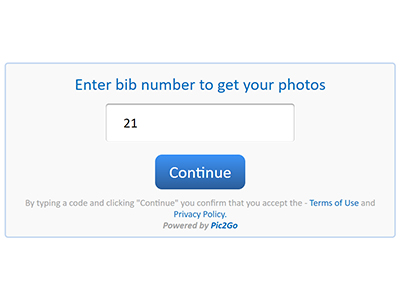 Enter bib number to get your photos
21
Continue
By typing a code and clicking "Continue" you confirm that you accept the - Terms of Use and
Privacy Policy.
Powered by Pic2Go